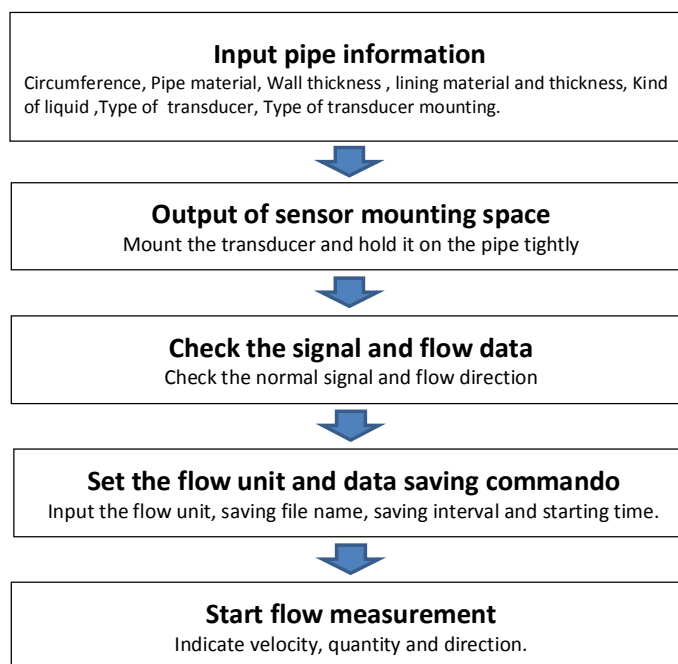 Input pipe information
Circumference, Pipe material, Wall thickness , lining material and thickness, Kind
of liquid ,Type of  transducer, Type of transducer mounting.
Output of sensor mounting space
Mount the transducer and hold it on the pipe tightly
Check the signal and flow data
Check the normal signal and flow direction
Set the flow unit and data saving commando
Input the flow unit, saving file name, saving interval and starting time.
Start flow measurement
Indicate velocity, quantity and direction.